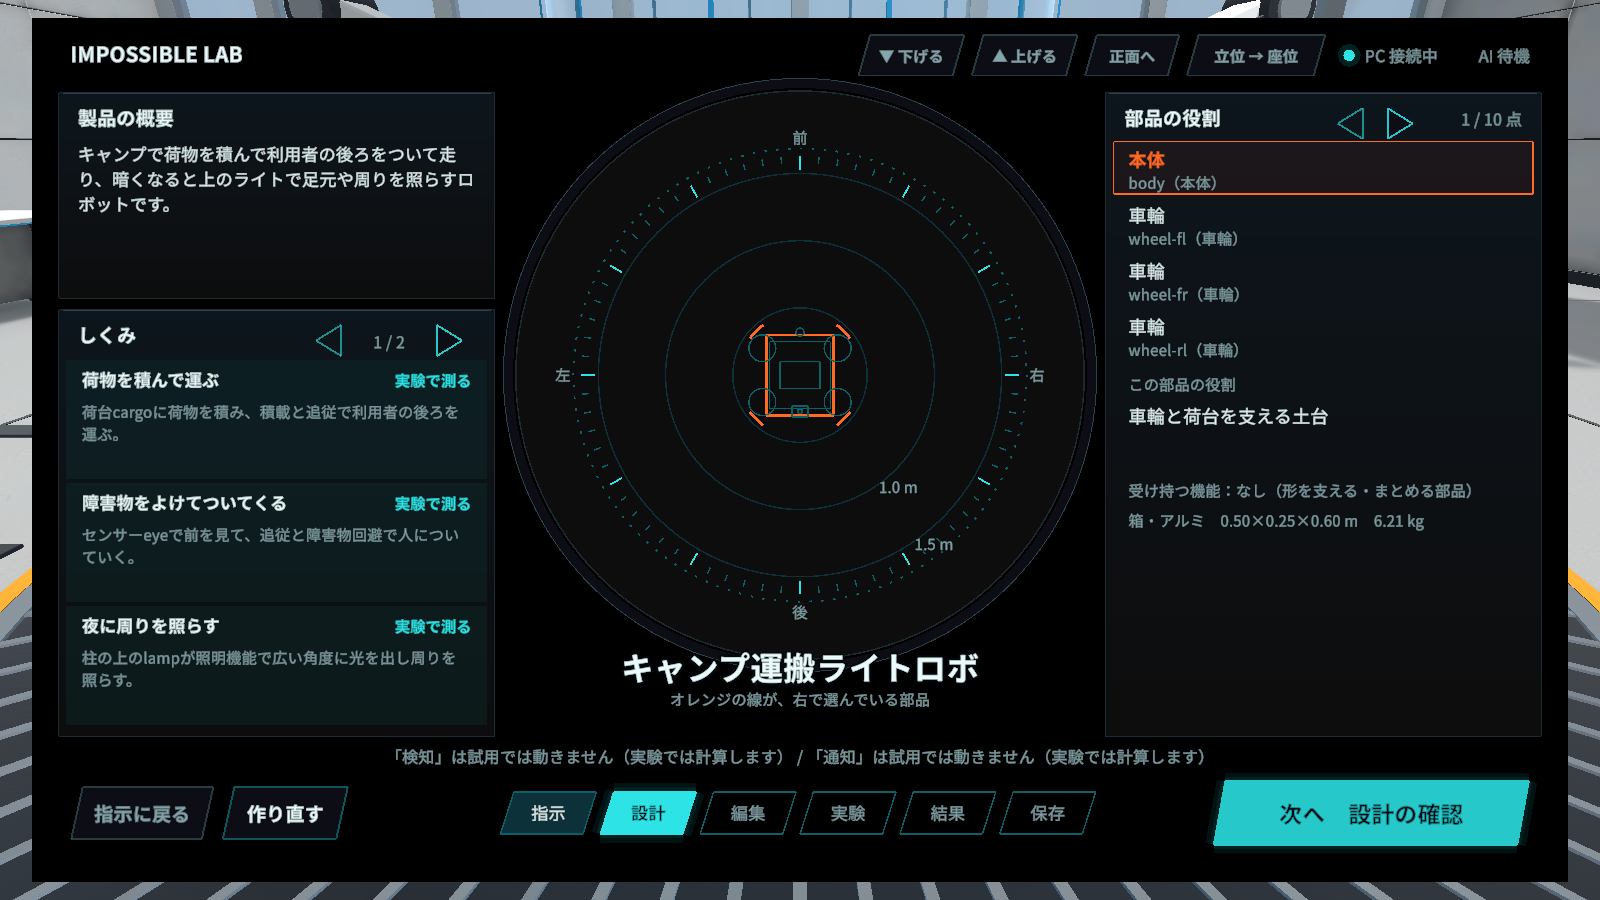 IMPOSSIBLE LAB
▼下げる
▲上げる
正面へ
立位→座位
PC 接続中
AI 待機
製品の概要
キャンプで荷物を積んで利用者の後ろをついて走
り、暗くなると上のライトで足元や周りを照らすロ
ボットです。
しくみ
1 / 2
荷物を積んで運ぶ
実験で測る
荷台cargoに荷物を積み、積載と追従で利用者の後ろを
運ぶ。
障害物をよけてついてくる
実験で測る
センサーeyeで前を見て、追従と障害物回避で人につい
ていく。
夜に周りを照らす
実験で測る
柱の上のlampが照明機能で広い角度に光を出し周りを
照らす。
前
左
右
後
1.0 m
1.5 m
キャンプ運搬ライトロボ
オレンジの線が、右で選んでいる部品
部品の役割
1 / 10 点
本体
body（本体）
車輪
wheel-fl（車輪）
車輪
wheel-fr（車輪）
車輪
wheel-rl（車輪）
この部品の役割
車輪と荷台を支える土台
受け持つ機能：なし（形を支える・まとめる部品）
箱・アルミ　0.50×0.25×0.60 m　6.21 kg
「検知」は試用では動きません（実験では計算します） / 「通知」は試用では動きません（実験では計算します）
指示に戻る
作り直す
指示
設計
編集
実験
結果
保存
次へ　設計の確認